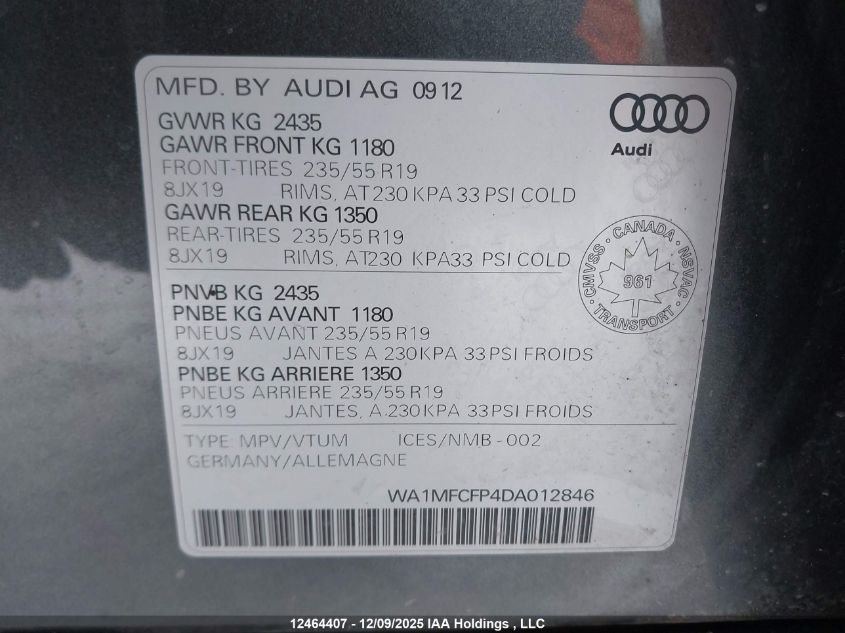 MFD. BY AUDI AG 0912
Audi
GVWR KG 2435
GAWR FRONT KG 1180
FRONT-TIRES 235/55 R19
8JX19 RIMS, AT 230 KPA 33 PSI COLD
GAWR REAR KG 1350
REAR-TIRES 235/55 R19
8JX19 RIMS, AT 230 KPA 33 PSI COLD
CMVSS • CANADA • NSVAC • TRANSPORT •
961
PNVB KG 2435
PNBE KG AVANT 1180
PNEUS AVANT 235/55 R19
8JX19 JANTES A 230 KPA 33 PSI FROIDS
PNBE KG ARRIERE 1350
PNEUS ARRIERE 235/55 R19
8JX19 JANTES, A 230 KPA 33 PSI FROIDS
TYPE: MPV/VTUM ICES/NMB - 002
GERMANY/ALLEMAGNE
WA1MFCFP4DA012846
12464407 - 12/09/2025 IAA Holdings , LLC